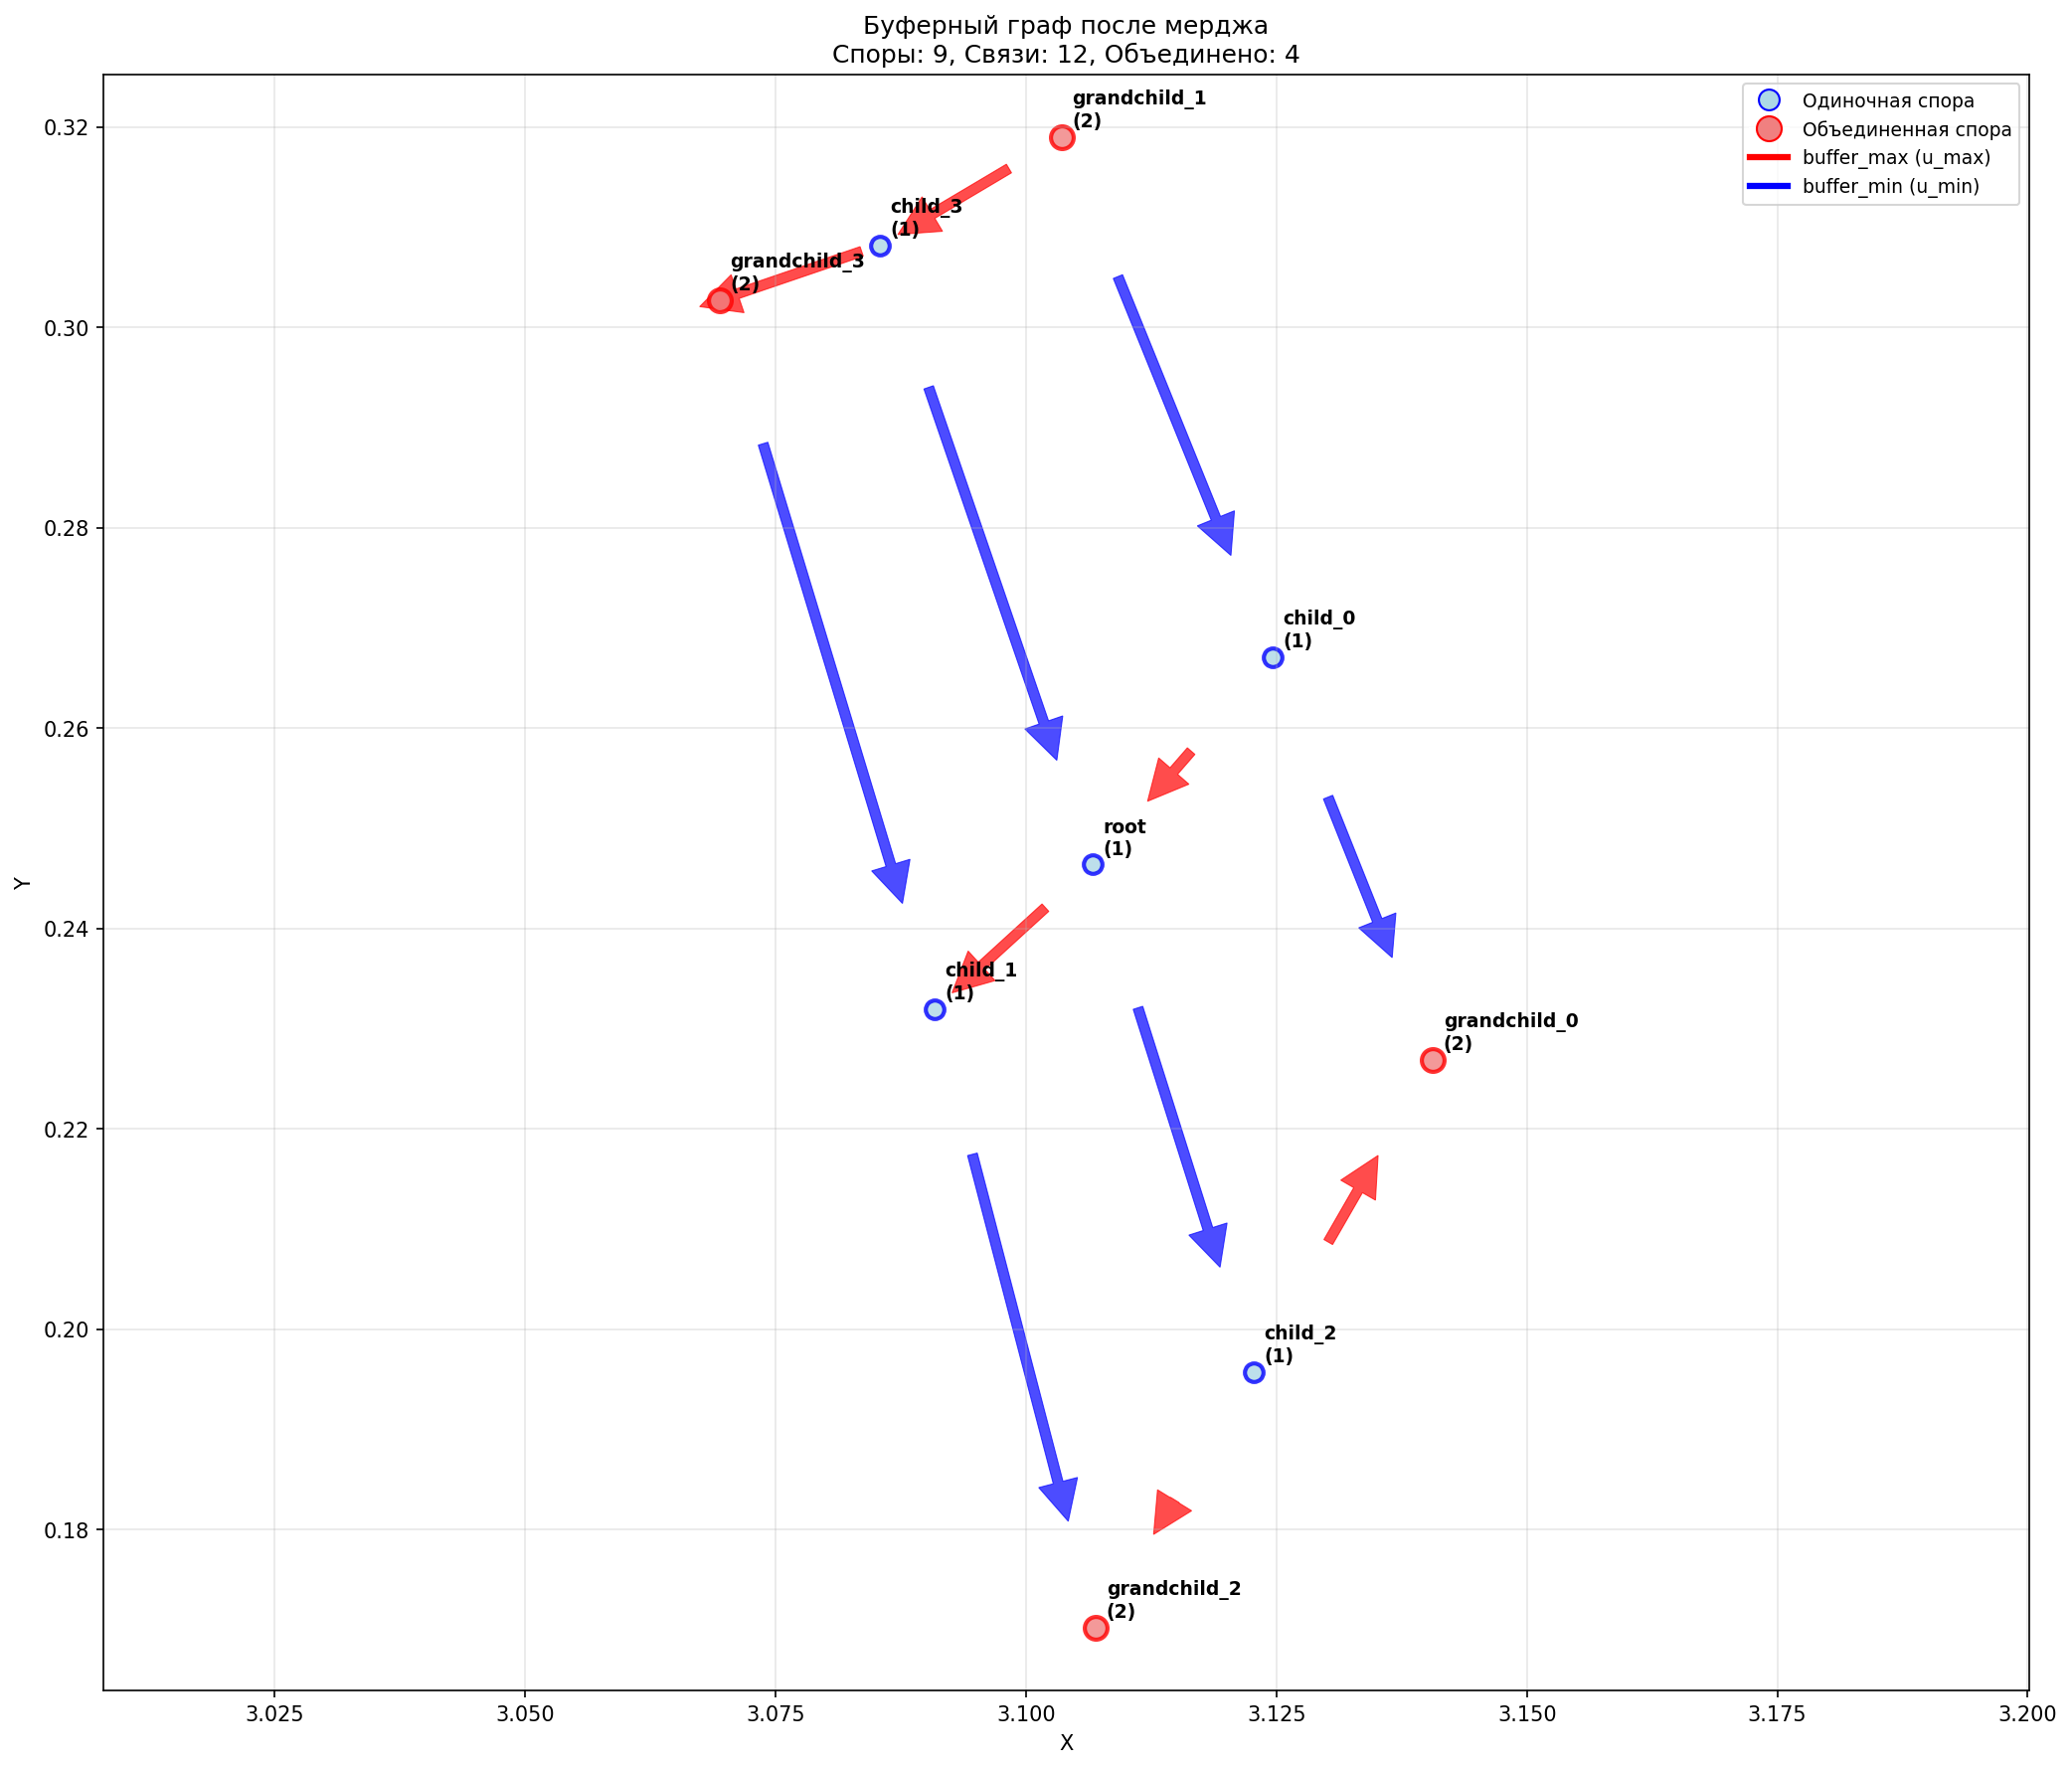 Буферный граф после мерджа
Споры: 9, Связи: 12, Объединено: 4
Одиночная спора
Объединенная спора
buffer_max (u_max)
buffer_min (u_min)
grandchild_1
(2)
child_3
(1)
grandchild_3
(2)
child_0
(1)
root
(1)
child_1
(1)
grandchild_0
(2)
child_2
(1)
grandchild_2
(2)
0.32
0.30
0.28
0.26
0.24
0.22
0.20
0.18
Y
3.025
3.050
3.075
3.100
3.125
3.150
3.175
3.200
X